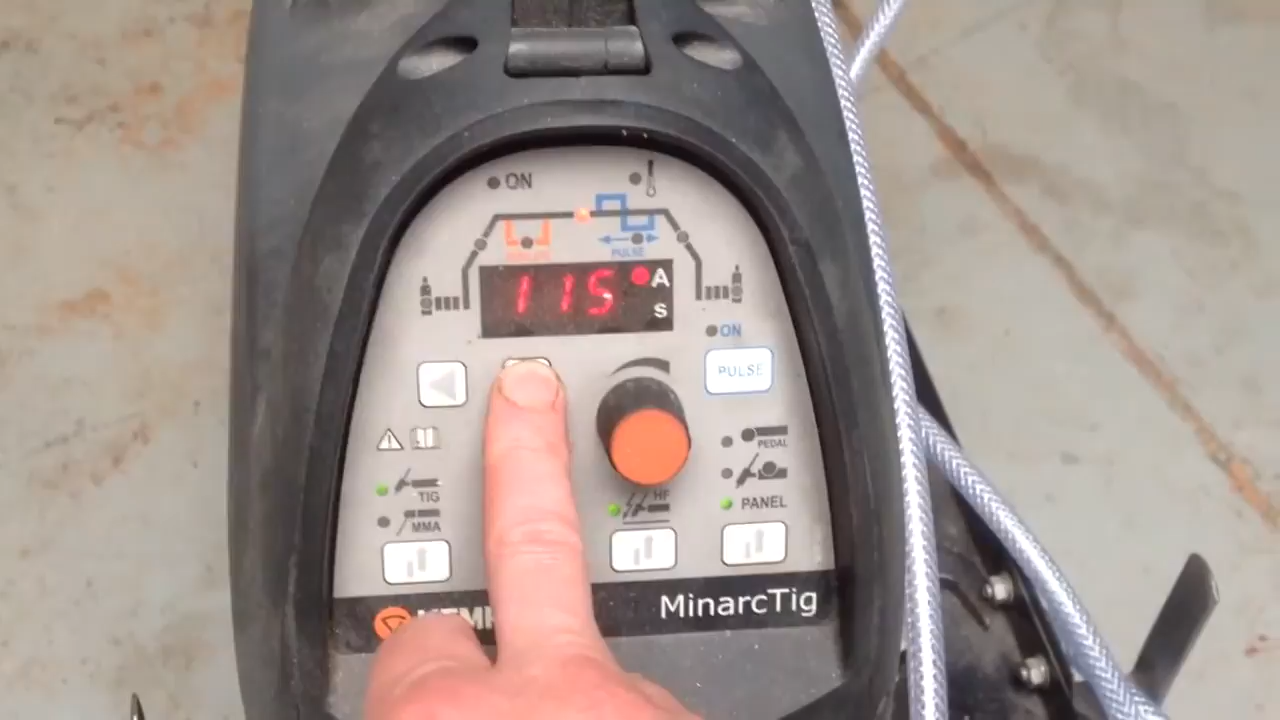 ON
PULSE
115
A
S
ON
PULSE
PEDAL
TIG
HF
MMA
PANEL
MinarcTig